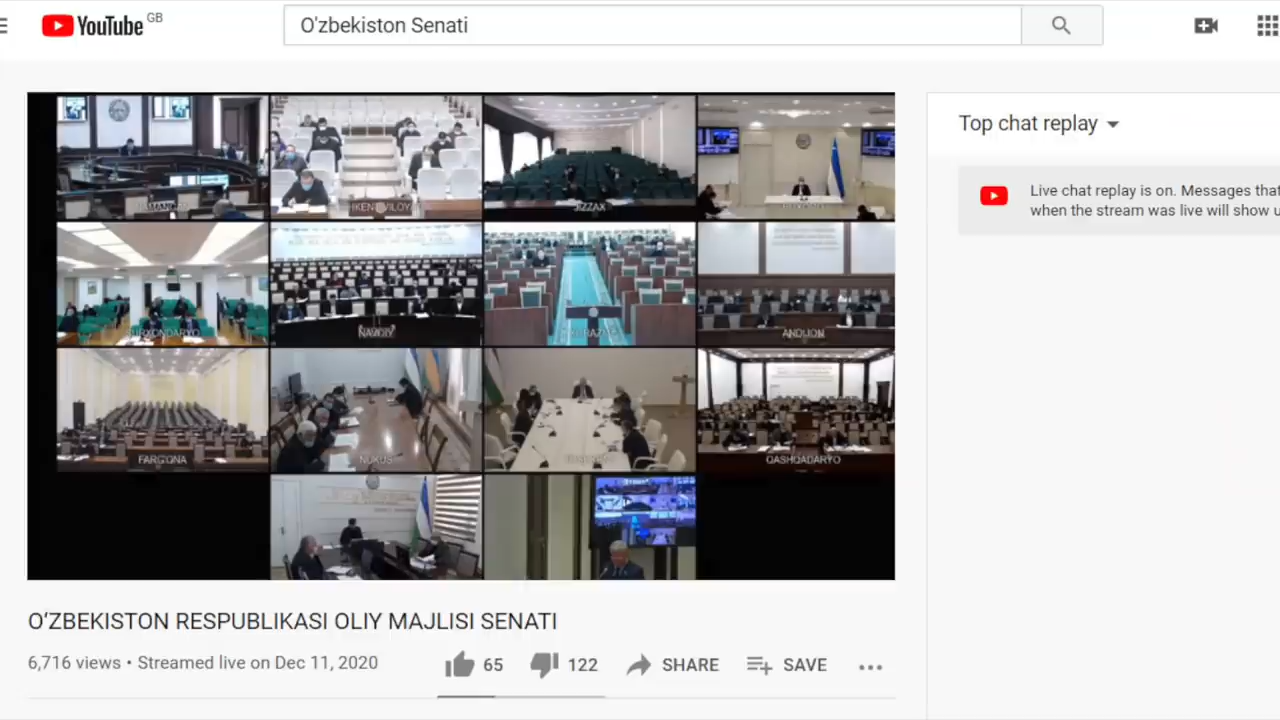 YouTube GB
O'zbekiston Senati
Top chat replay
Live chat replay is on. Messages that
when the stream was live will show u
JIZZAX
NAVOIY
ANDIJON
FARG'ONA
NUKUS
QASHQADARYO
O‘ZBEKISTON RESPUBLIKASI OLIY MAJLISI SENATI
6,716 views • Streamed live on Dec 11, 2020
65
122
SHARE
SAVE